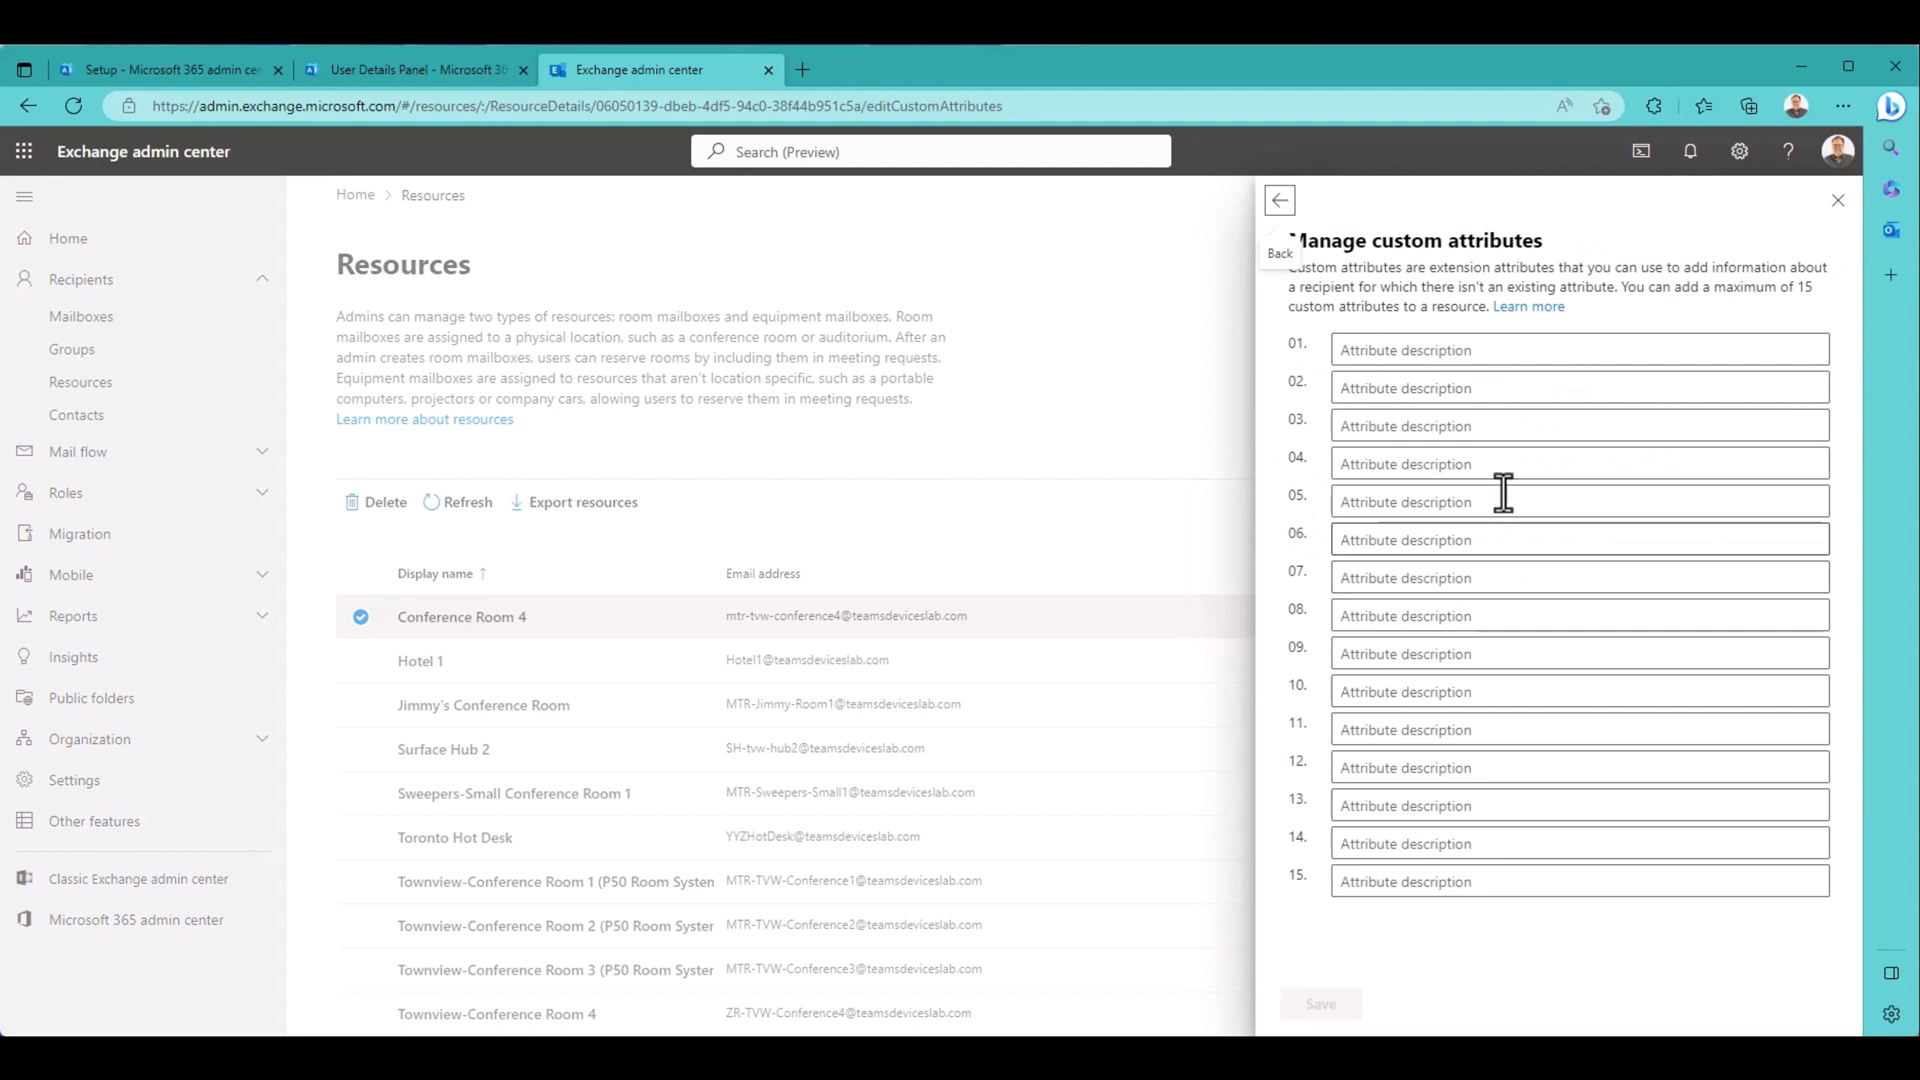 Setup - Microsoft 365 admin cen
User Details Panel - Microsoft 36
Exchange admin center
https://admin.exchange.microsoft.com/#/resources/:/ResourceDetails/06050139-dbeb-4df5-94c0-38f44b951c5a/editCustomAttributes
Exchange admin center
Search (Preview)
Home
Recipients
Mailboxes
Groups
Resources
Contacts
Mail flow
Roles
Migration
Mobile
Reports
Insights
Public folders
Organization
Settings
Other features
Classic Exchange admin center
Microsoft 365 admin center
Home > Resources
Resources
Admins can manage two types of resources: room mailboxes and equipment mailboxes. Room
mailboxes are assigned to a physical location, such as a conference room or auditorium. After an
admin creates room mailboxes, users can reserve rooms by including them in meeting requests.
Equipment mailboxes are assigned to resources that aren't location specific, such as a portable
computers, projectors or company cars, allowing users to reserve them in meeting requests.
Learn more about resources
Delete Refresh Export resources
Display name ↑ Email address
Conference Room 4 mtr-tvw-conference4@teamsdeviceslab.com
Hotel 1 Hotel1@teamsdeviceslab.com
Jimmy's Conference Room MTR-Jimmy-Room1@teamsdeviceslab.com
Surface Hub 2 SH-tvw-hub2@teamsdeviceslab.com
Sweepers-Small Conference Room 1 MTR-Sweepers-Small1@teamsdeviceslab.com
Toronto Hot Desk YYZHotDesk@teamsdeviceslab.com
Townview-Conference Room 1 (P50 Room System MTR-TVW-Conference1@teamsdeviceslab.com
Townview-Conference Room 2 (P50 Room System MTR-TVW-Conference2@teamsdeviceslab.com
Townview-Conference Room 3 (P50 Room System MTR-TVW-Conference3@teamsdeviceslab.com
Townview-Conference Room 4 ZR-TVW-Conference4@teamsdeviceslab.com
Back
Manage custom attributes
Custom attributes are extension attributes that you can use to add information about
a recipient for which there isn't an existing attribute. You can add a maximum of 15
custom attributes to a resource. Learn more
01. Attribute description
02. Attribute description
03. Attribute description
04. Attribute description
05. Attribute description
06. Attribute description
07. Attribute description
08. Attribute description
09. Attribute description
10. Attribute description
11. Attribute description
12. Attribute description
13. Attribute description
14. Attribute description
15. Attribute description
Save